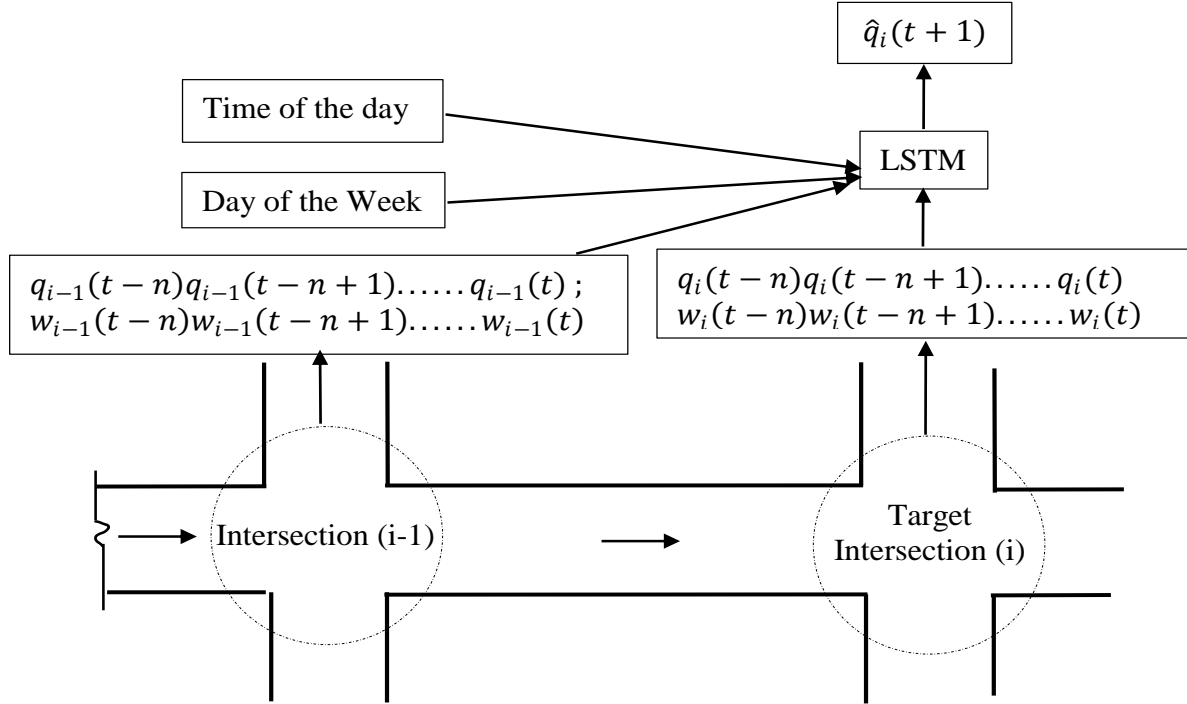 q̂ᵢ(t + 1)
Time of the day
LSTM
Day of the Week
qᵢ₋₁(t − n)qᵢ₋₁(t − n + 1)......qᵢ₋₁(t) ;
wᵢ₋₁(t − n)wᵢ₋₁(t − n + 1)......wᵢ₋₁(t)
qᵢ(t − n)qᵢ(t − n + 1)......qᵢ(t)
wᵢ(t − n)wᵢ(t − n + 1)......wᵢ(t)
Intersection (i-1)
Target
Intersection (i)